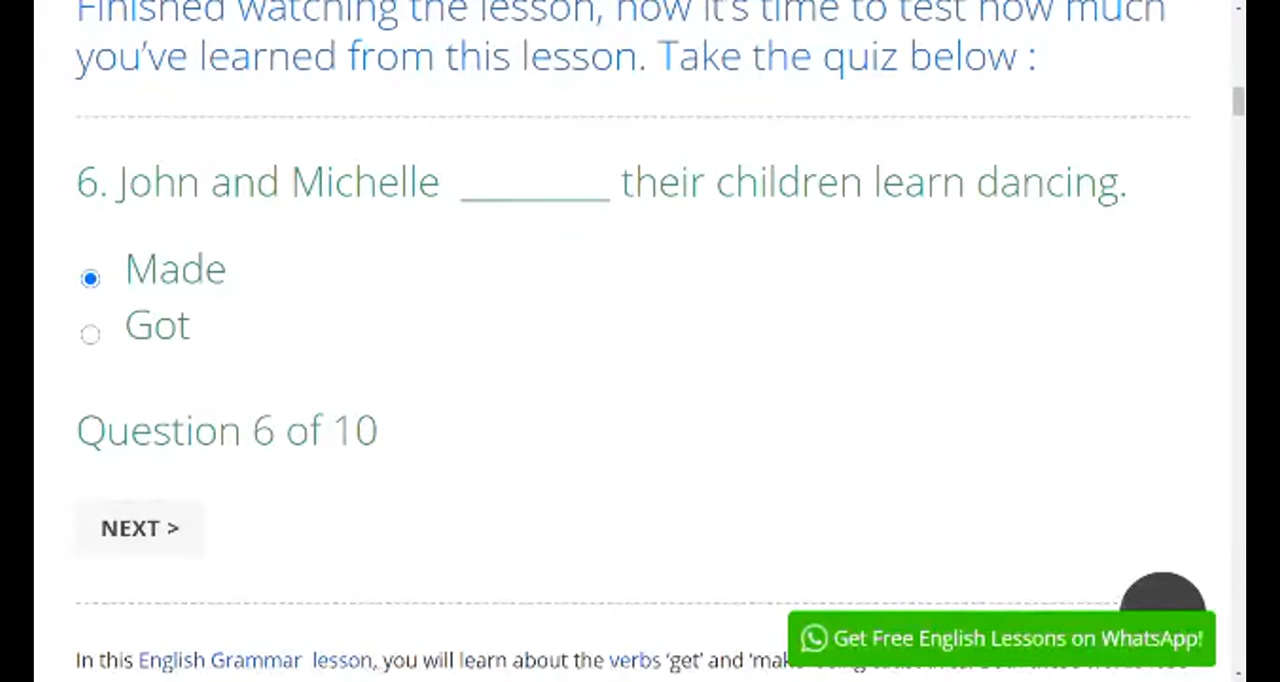 Finished watching the lesson, now it's time to test how much
you've learned from this lesson. Take the quiz below :
6. John and Michelle ________ their children learn dancing.
Made
Got
Question 6 of 10
NEXT >
Get Free English Lessons on WhatsApp!
In this English Grammar lesson, you will learn about the verbs 'get' and